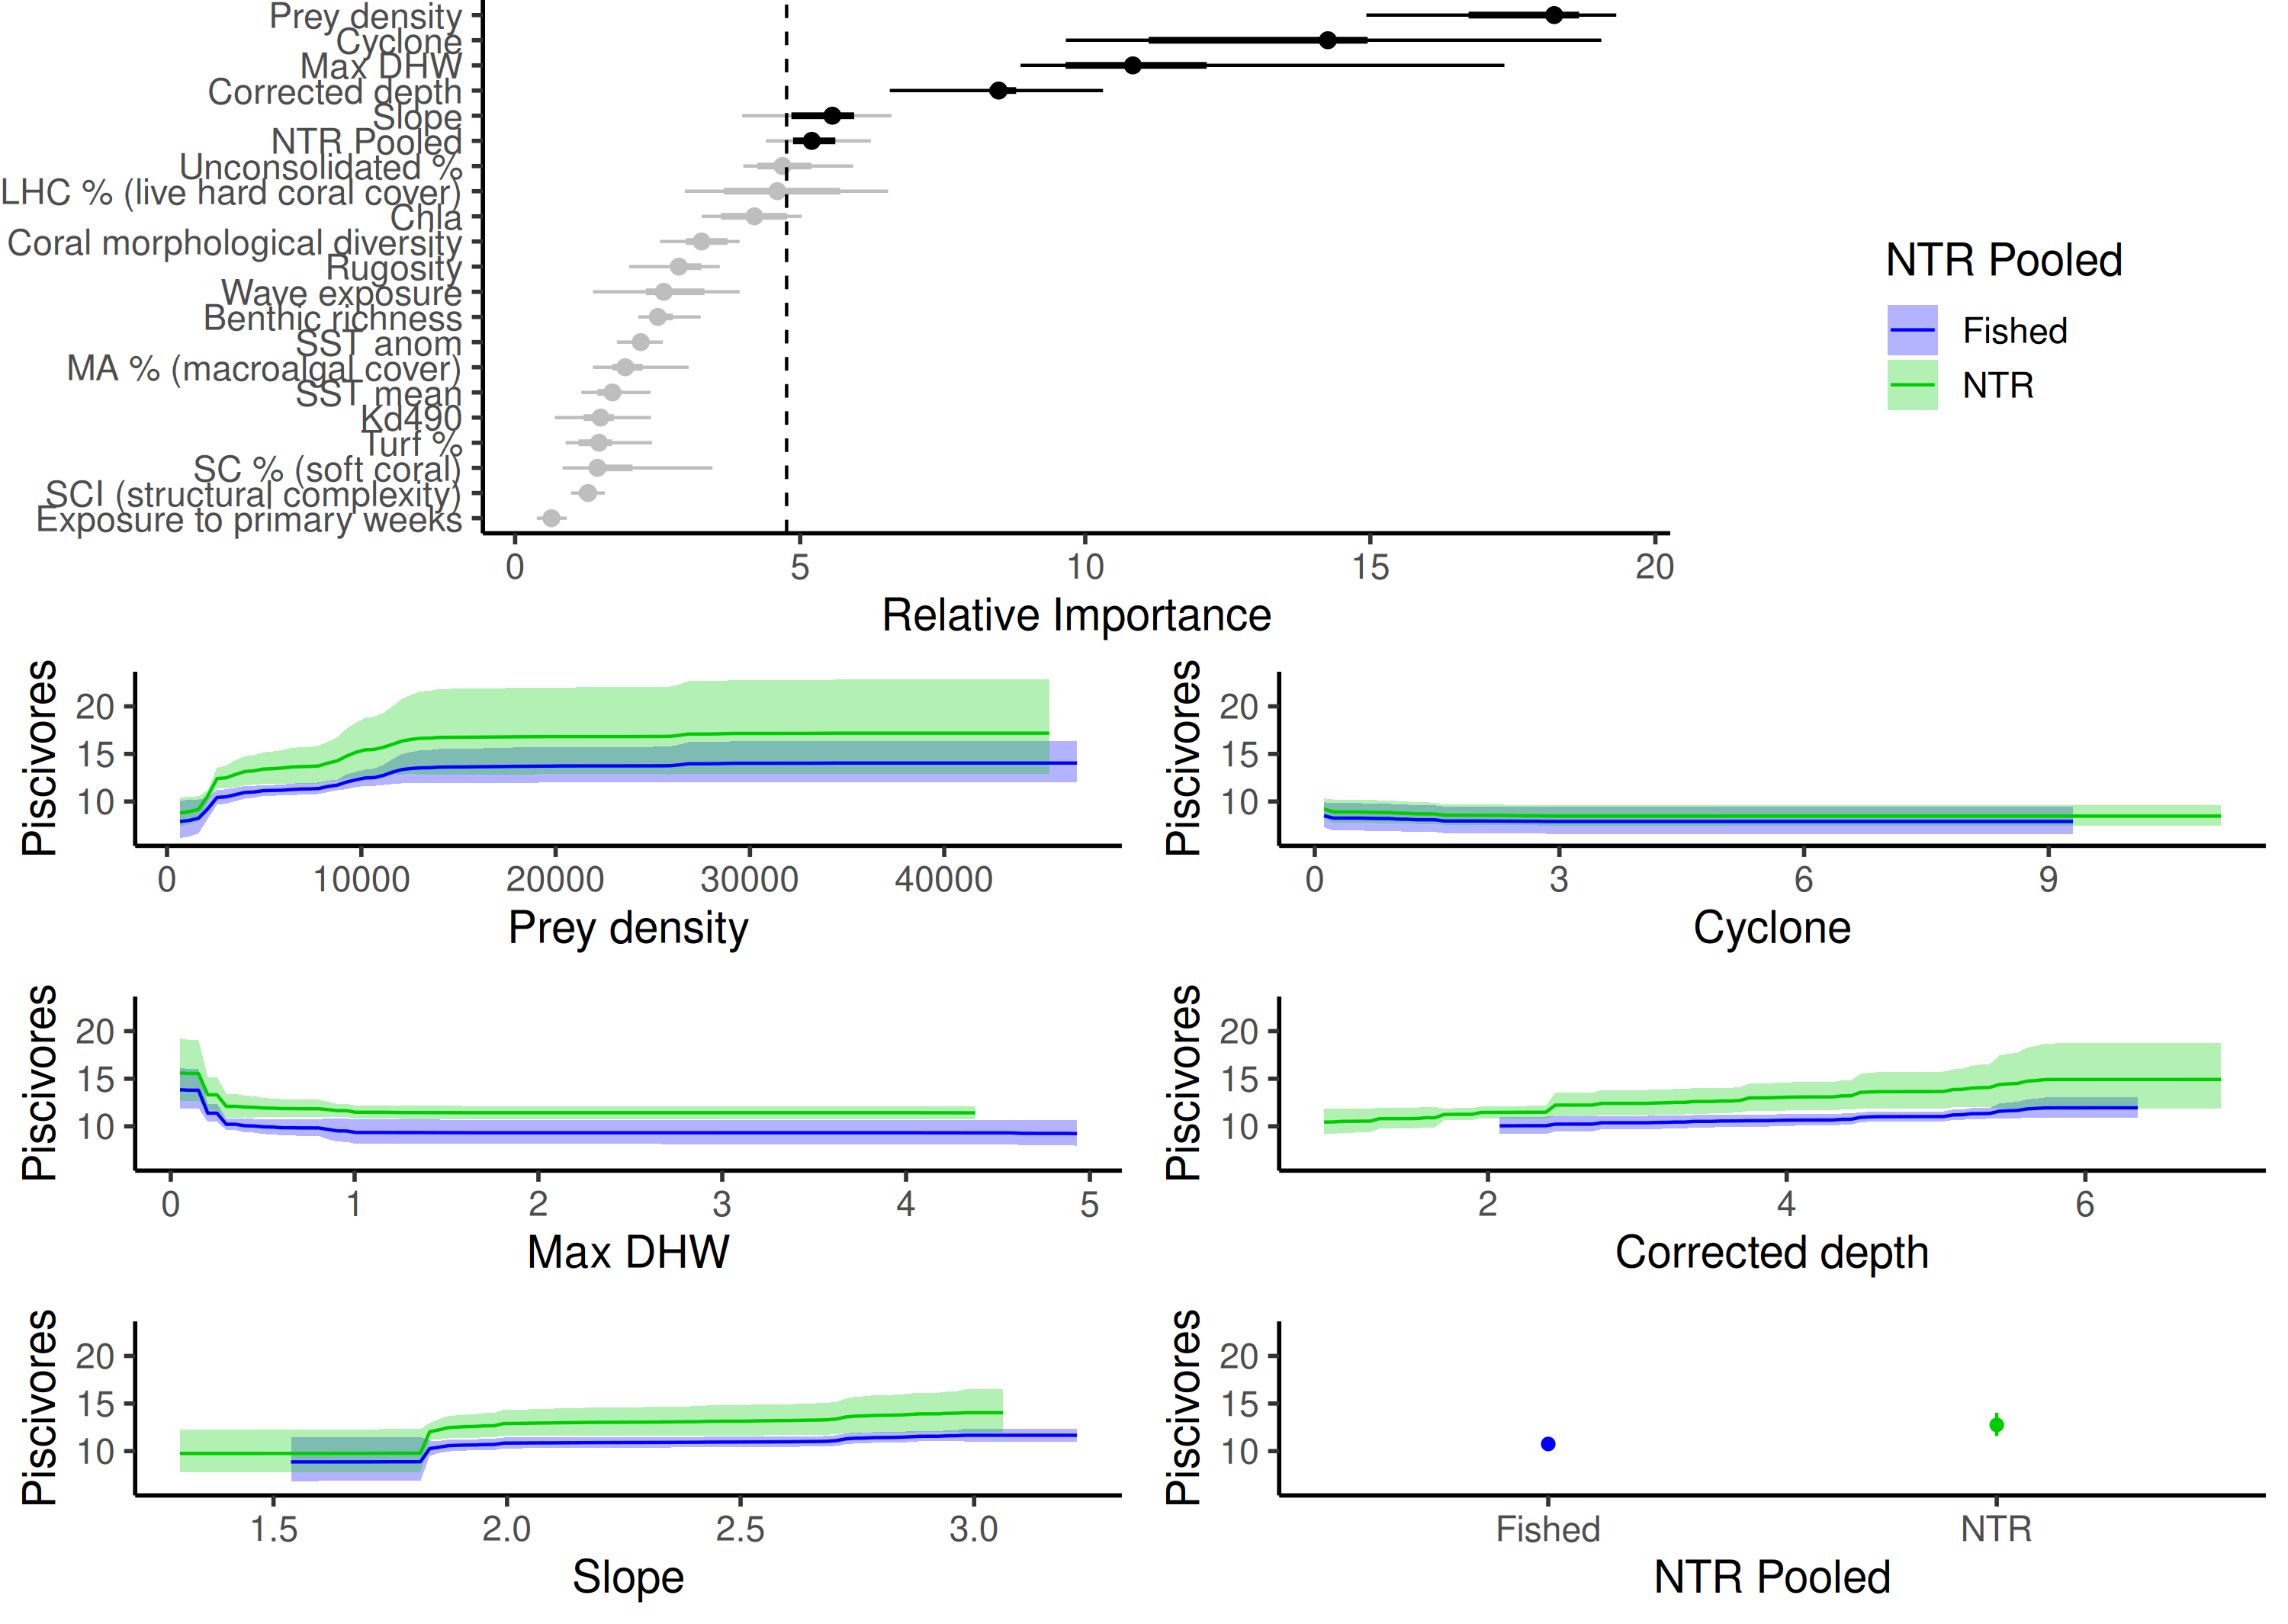 Prey density
Cyclone
Max DHW
Corrected depth
Slope
NTR Pooled
Unconsolidated %
LHC % (live hard coral cover)
Chla
Coral morphological diversity
Rugosity
Wave exposure
Benthic richness
SST anom
MA % (macroalgal cover)
SST mean
Kd490
Turf %
SC % (soft coral)
SCI (structural complexity)
Exposure to primary weeks
0 5 10 15 20
Relative Importance
NTR Pooled
Fished
NTR
Piscivores
20
15
10
0 10000 20000 30000 40000
Prey density
Piscivores
20
15
10
0 3 6 9
Cyclone
Piscivores
20
15
10
0 1 2 3 4 5
Max DHW
Piscivores
20
15
10
2 4 6
Corrected depth
Piscivores
20
15
10
1.5 2.0 2.5 3.0
Slope
Piscivores
20
15
10
Fished NTR
NTR Pooled